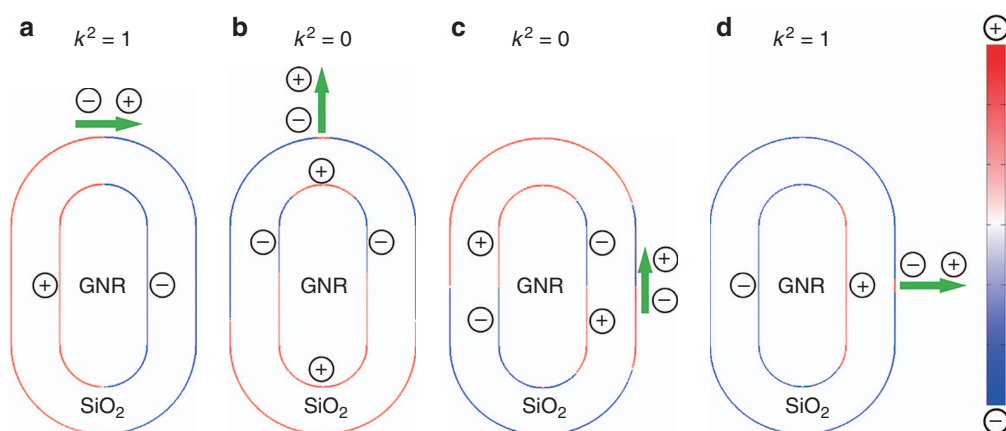 a b c d
k² = 1 k² = 0 k² = 0 k² = 1
⊕
⊖ ⊕
⊕
⊖
⊕
⊖ ⊖
⊕ ⊖
⊕
⊖ ⊕
⊕ GNR ⊖
GNR
GNR
⊖ GNR ⊕
⊖
⊖ ⊕
⊕
SiO₂ SiO₂ SiO₂ SiO₂
⊖